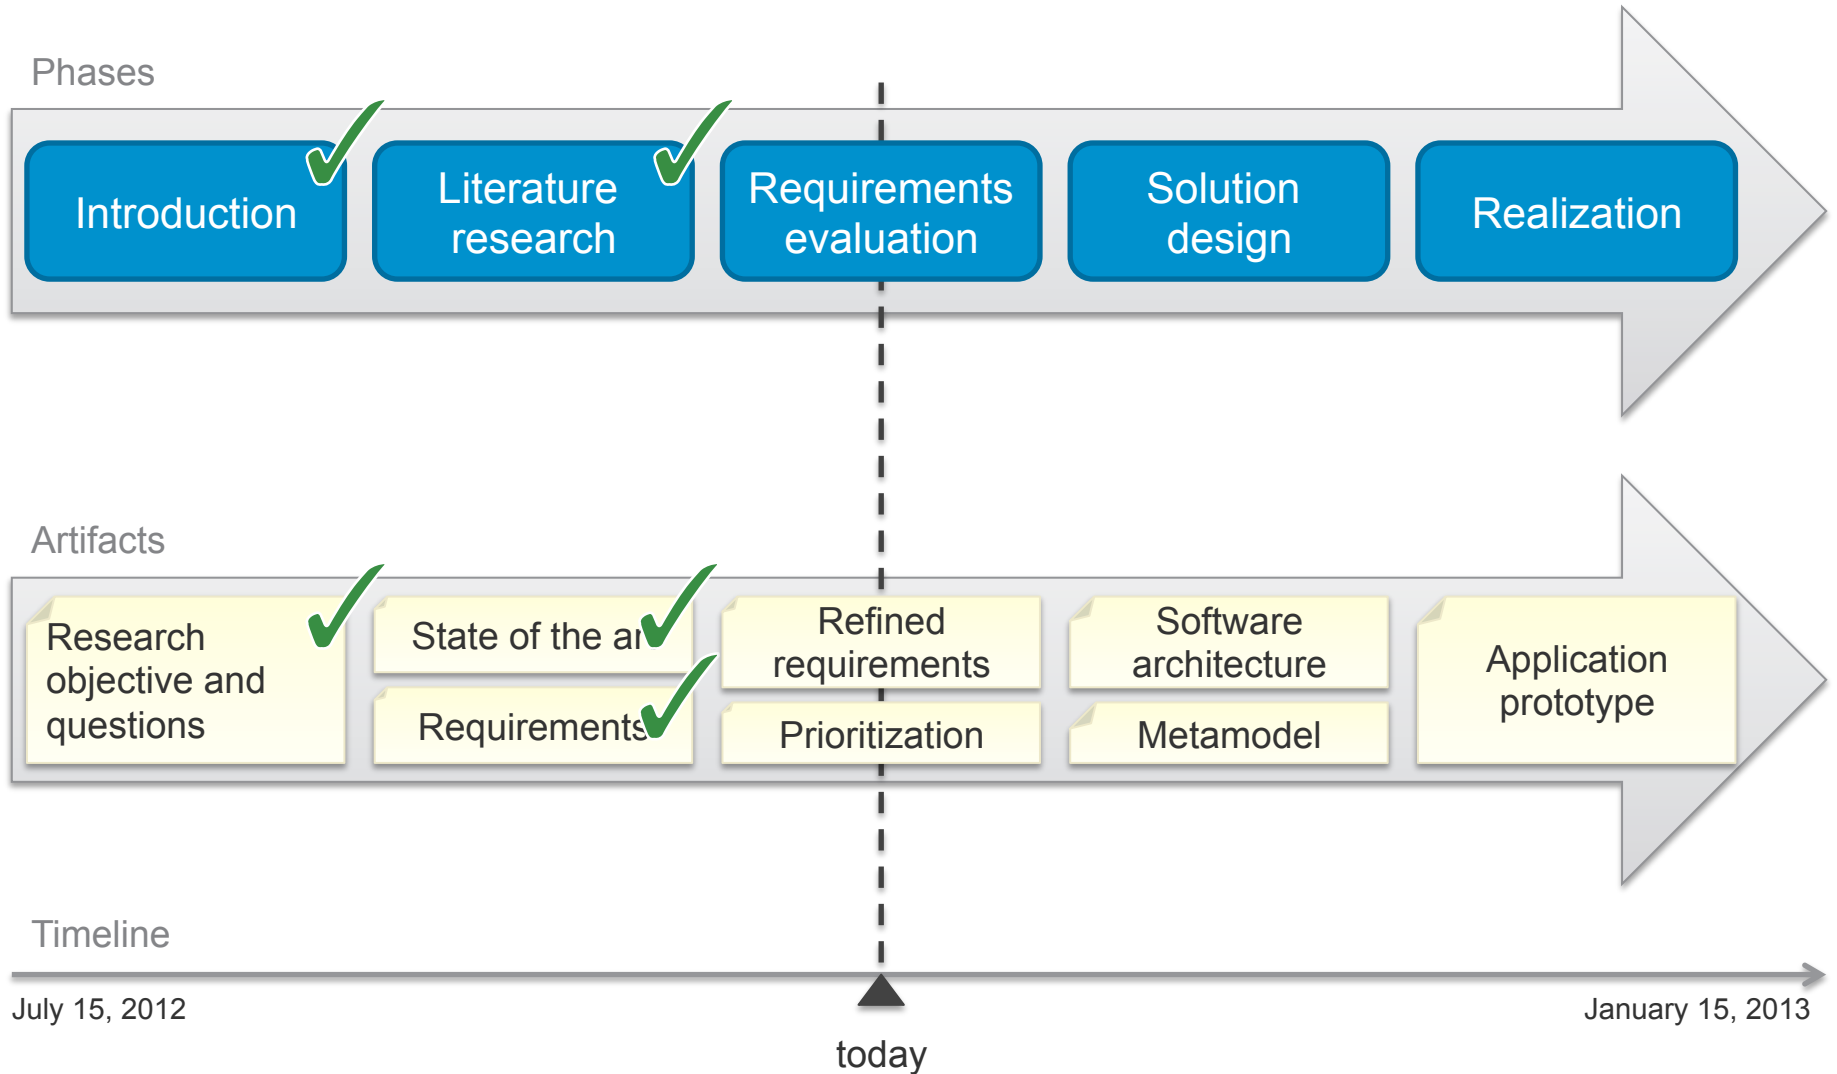 Phases
Introduction
Literature
research
Requirements
evaluation
Solution
design
Realization
Artifacts
Research
objective and
questions
State of the
Requirements
Refined
requirements
Prioritization
Software
architecture
Metamodel
Application
prototype
Timeline
July 15, 2012
January 15, 2013
today